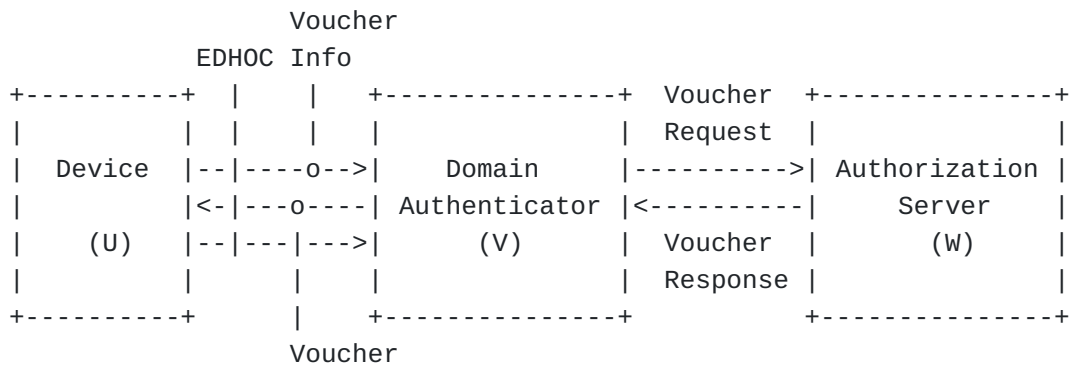 Voucher
EDHOC Info
Voucher
Request
Device Domain Authorization
Authenticator Server
(U) (V) Voucher (W)
Response
Voucher